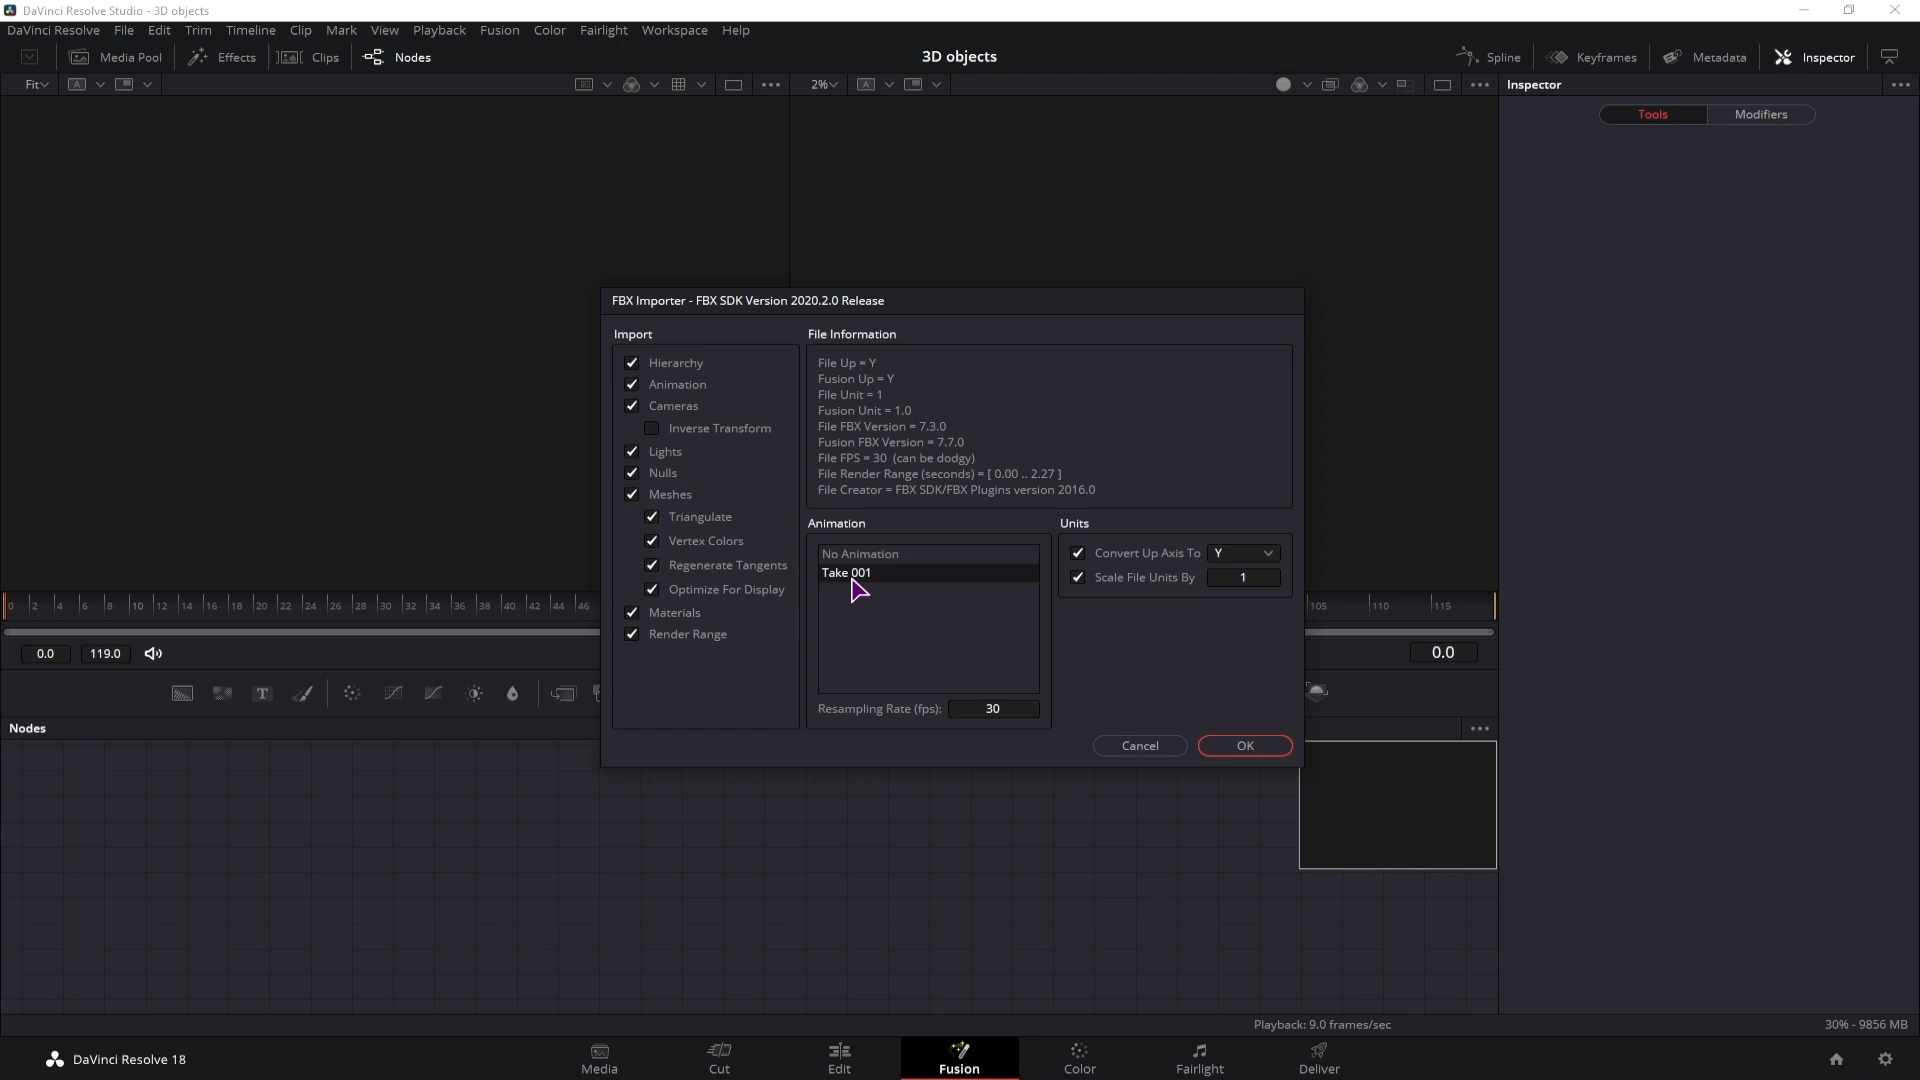 DaVinci Resolve Studio - 3D objects
DaVinci Resolve File Edit Trim Timeline Clip Mark View Playback Fusion Color Fairlight Workspace Help
Media Pool Effects Clips Nodes 3D objects Spline Keyframes Metadata Inspector
Fit A 2% A Inspector
Tools Modifiers
FBX Importer - FBX SDK Version 2020.2.0 Release
Import
Hierarchy
Animation
Cameras
Inverse Transform
Lights
Nulls
Meshes
Triangulate
Vertex Colors
Regenerate Tangents
Optimize For Display
Materials
Render Range
File Information
File Up = Y
Fusion Up = Y
File Unit = 1
Fusion Unit = 1.0
File FBX Version = 7.3.0
Fusion FBX Version = 7.7.0
File FPS = 30 (can be dodgy)
File Render Range (seconds) = [ 0.00 .. 2.27 ]
File Creator = FBX SDK/FBX Plugins version 2016.0
Animation
No Animation
Take 001
Resampling Rate (fps): 30
Units
Convert Up Axis To Y
Scale File Units By 1
Cancel OK
0 2 4 6 8 10 12 14 16 18 20 22 24 26 28 30 32 34 36 38 40 42 44 46 105 110 115
0.0 119.0 0.0
T
Nodes
Playback: 9.0 frames/sec 30% - 9856 MB
DaVinci Resolve 18 Media Cut Edit Fusion Color Fairlight Deliver